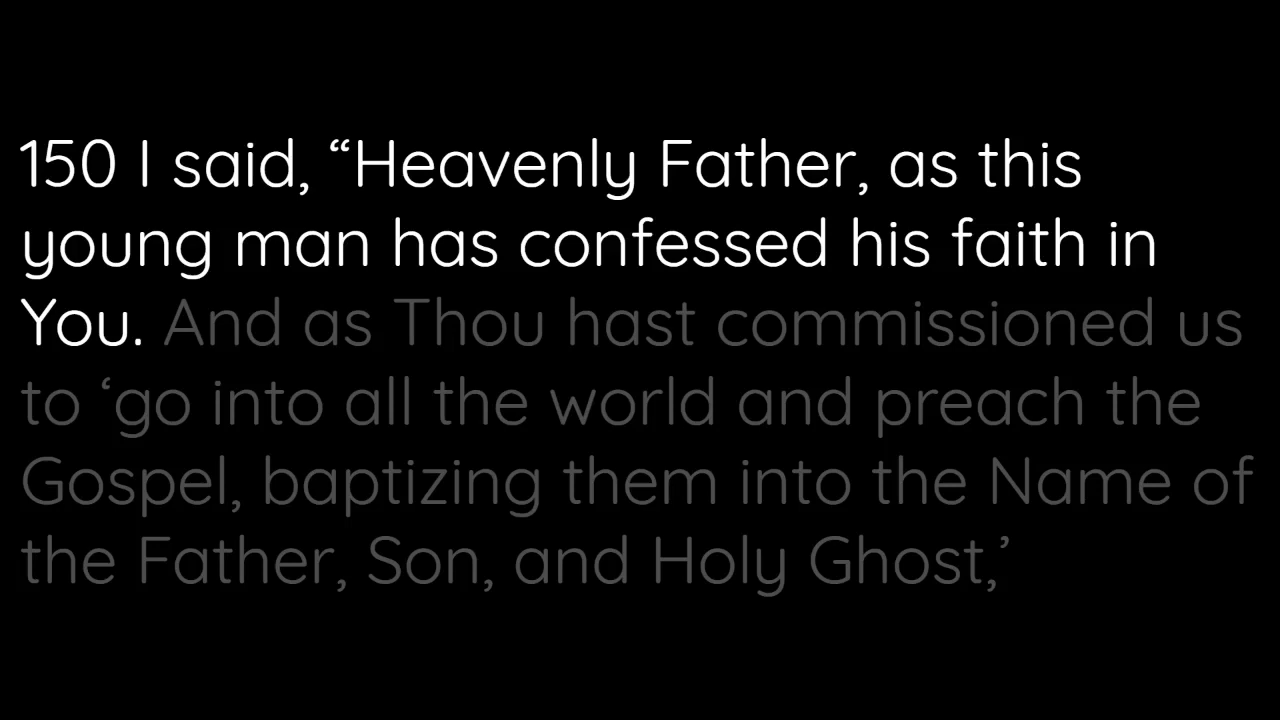 150 I said, “Heavenly Father, as this
young man has confessed his faith in
You. And as Thou hast commissioned us
to ‘go into all the world and preach the
Gospel, baptizing them into the Name of
the Father, Son, and Holy Ghost,’